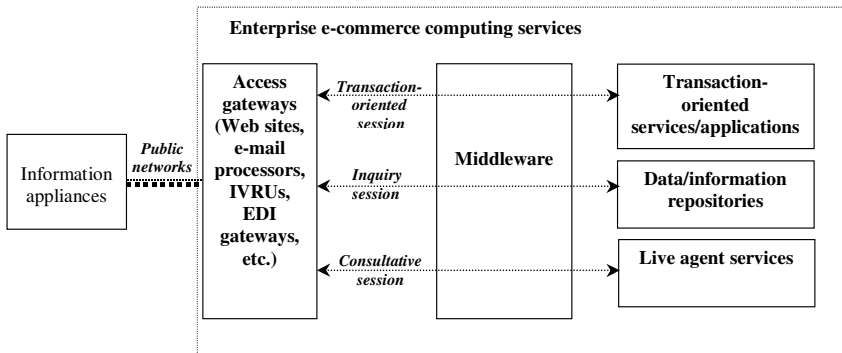 Enterprise e-commerce computing services
Information
appliances
Public
networks
Access
gateways
(Web sites,
e-mail
processors,
IVRUs,
EDI
gateways,
etc.)
Transaction-
oriented
session
Inquiry
session
Consultative
session
Middleware
Transaction-
oriented
services/applications
Data/information
repositories
Live agent services